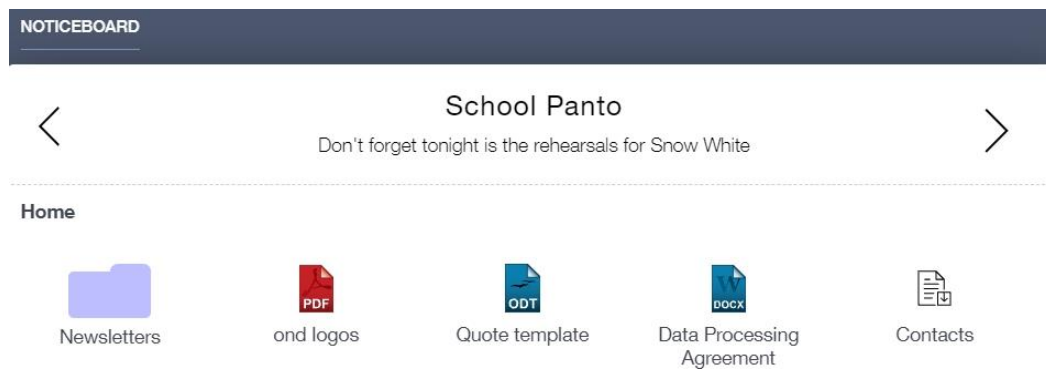 NOTICEBOARD
School Panto
Don't forget tonight is the rehearsals for Snow White
Home
PDF
ODT
W
DOCX
Newsletters
ond logos
Quote template
Data Processing
Agreement
Contacts